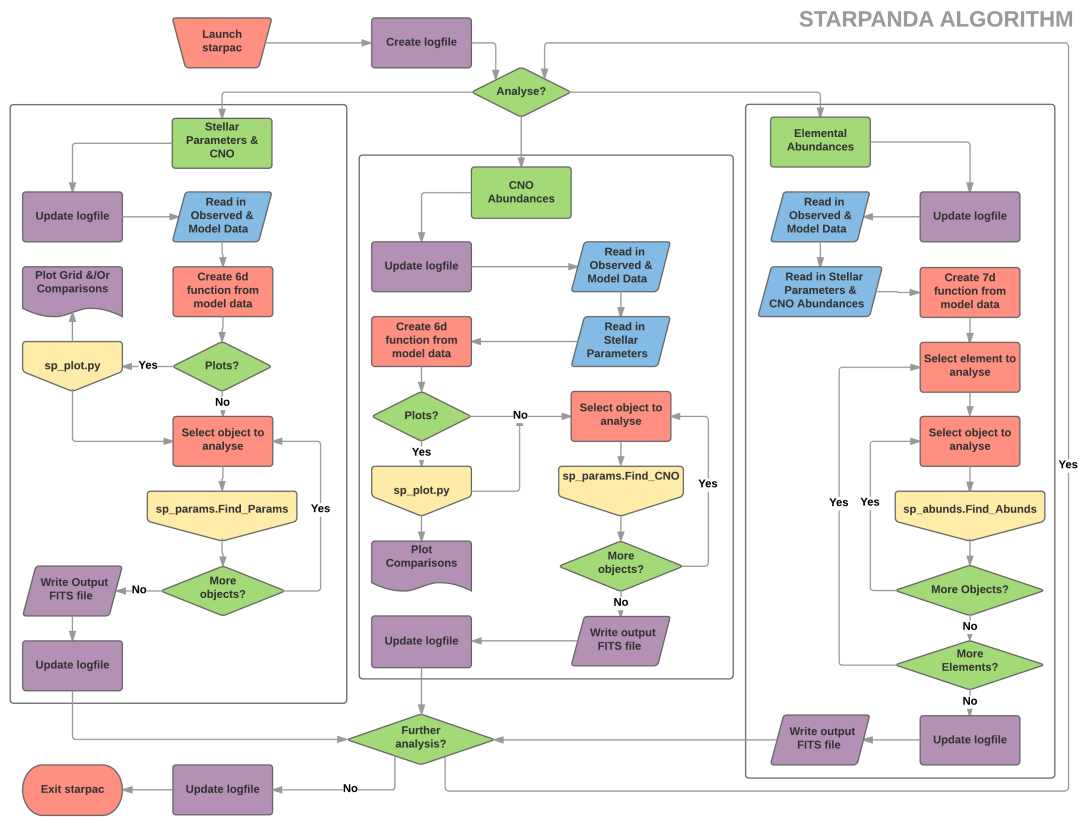 STARPANDA ALGORITHM
Launch
starpac
Create logfile
Analyse?
Stellar
Parameters &
CNO
Update logfile
Read in
Observed &
Model Data
Plot Grid &/Or
Comparisons
Create 6d
function from
model data
sp_plot.py
Yes
Plots?
No
Select object to
analyse
sp_params.Find_Params
Yes
Write Output
FITS file
No
More
objects?
Update logfile
CNO
Abundances
Update logfile
Read in
Observed &
Model Data
Create 6d
function from
model data
Read in
Stellar
Parameters
Plots?
No
Select object to
analyse
Yes
sp_plot.py
sp_params.Find_CNO
Yes
Plot
Comparisons
More
objects?
No
Update logfile
Write output
FITS file
Elemental
Abundances
Read in
Observed &
Model Data
Update logfile
Read in Stellar
Parameters &
CNO Abundances
Create 7d
function from
model data
Select element to
analyse
Select object to
analyse
Yes
Yes
Yes
sp_abunds.Find_Abunds
More Objects?
No
More
Elements?
No
Write output
FITS file
Update logfile
Further
analysis?
Exit starpac
Update logfile
No